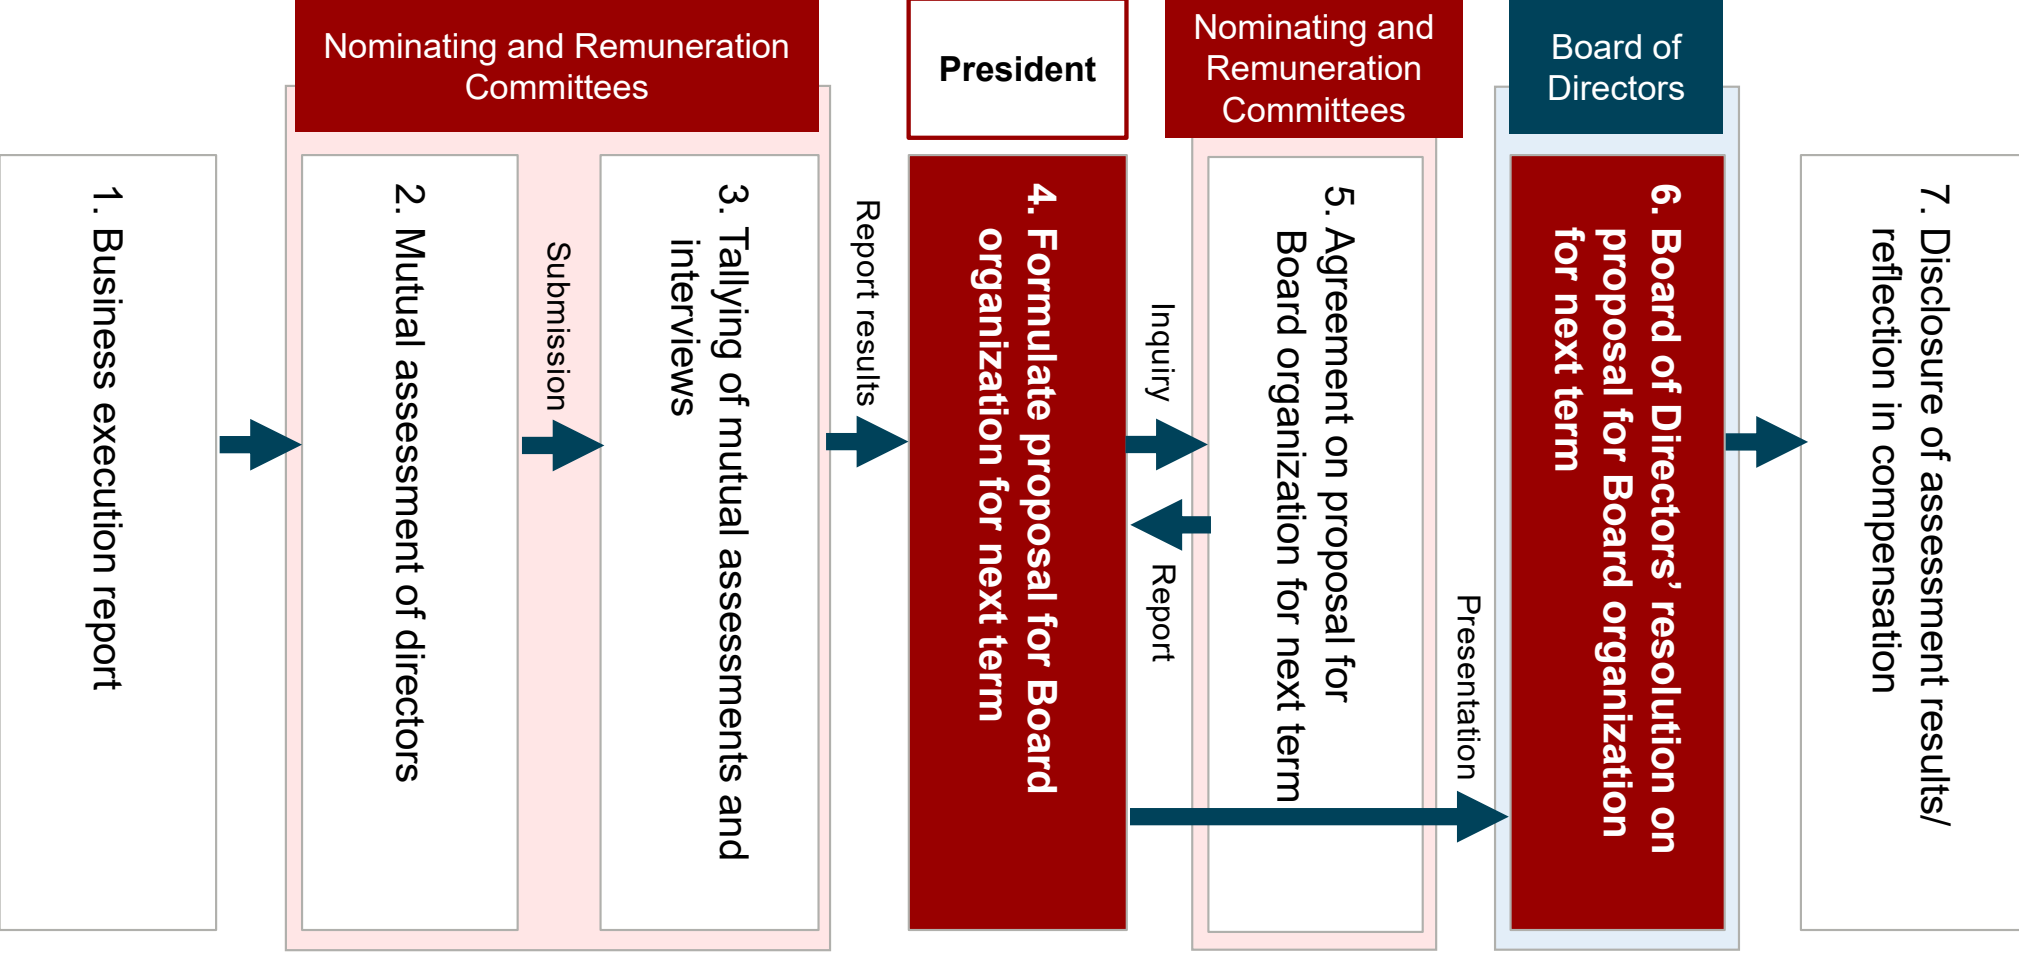 Nominating and Remuneration
Committees
President
Nominating and
Remuneration
Committees
Board of
Directors
1. Business execution report
2. Mutual assessment of directors
Submission
3. Tallying of mutual assessments and
interviews
Report results
4. Formulate proposal for Board
organization for next term
Inquiry
Report
5. Agreement on proposal for
Board organization for next term
Presentation
6. Board of Directors’ resolution on
proposal for Board organization
for next term
7. Disclosure of assessment results/
reflection in compensation